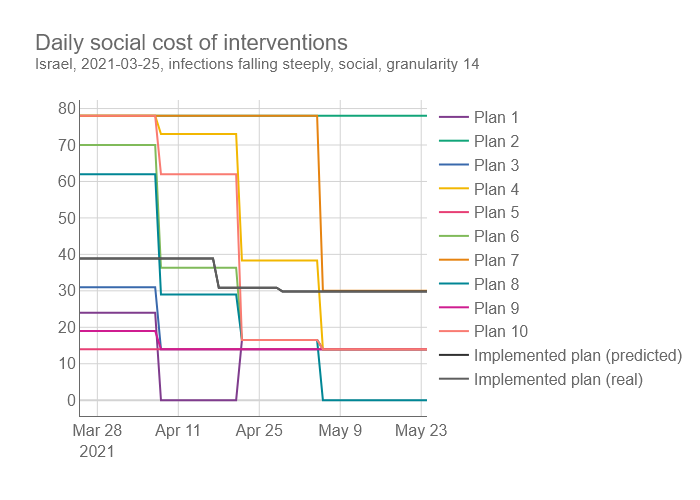 Daily social cost of interventions
Israel, 2021-03-25, infections falling steeply, social, granularity 14
80
70
60
50
40
30
20
10
0
Mar 28
2021
Apr 11
Apr 25
May 9
May 23
Plan 1
Plan 2
Plan 3
Plan 4
Plan 5
Plan 6
Plan 7
Plan 8
Plan 9
Plan 10
Implemented plan (predicted)
Implemented plan (real)